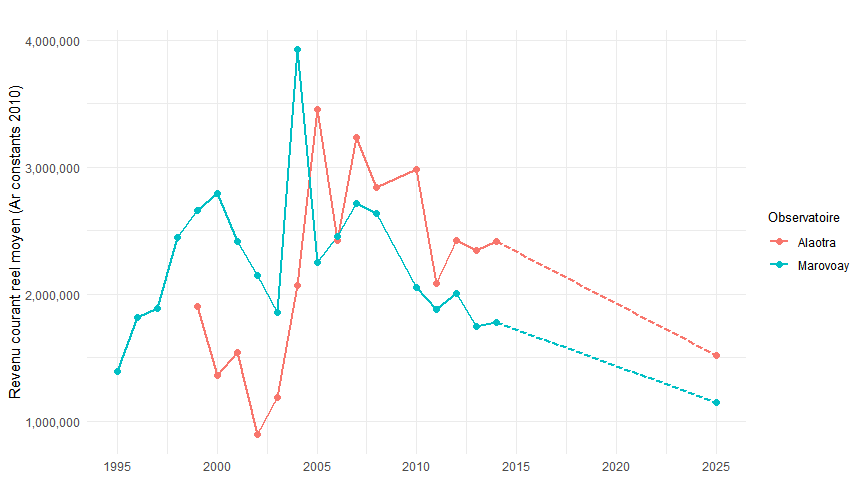 Revenu courant reel moyen (Ar constants 2010)
4,000,000
3,000,000
2,000,000
1,000,000
1995 2000 2005 2010 2015 2020 2025
Observatoire
Alaotra
Marovoay